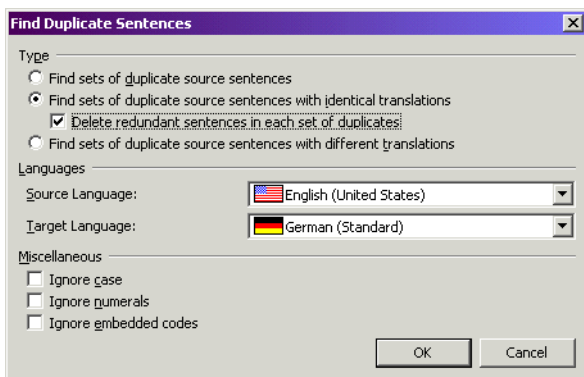 Find Duplicate Sentences
Type
Find sets of duplicate source sentences
Find sets of duplicate source sentences with identical translations
Delete redundant sentences in each set of duplicates
Find sets of duplicate source sentences with different translations
Languages
Source Language: English (United States)
Target Language: German (Standard)
Miscellaneous
Ignore case
Ignore numerals
Ignore embedded codes
OK Cancel